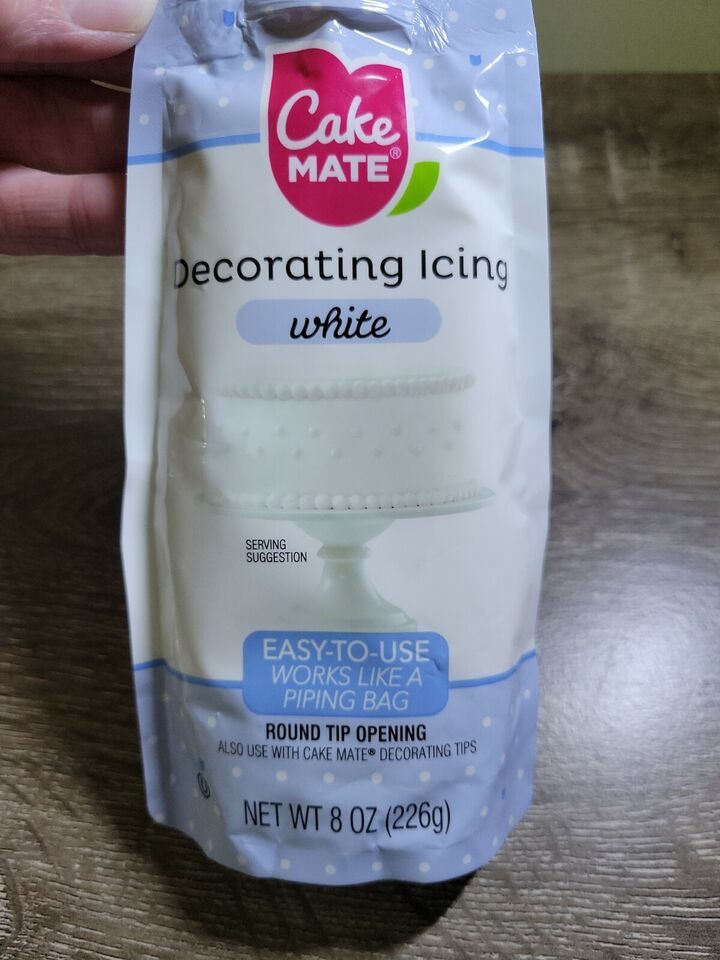 Cake
MATE®
Decorating Icing
white
SERVING
SUGGESTION
EASY-TO-USE
WORKS LIKE A
PIPING BAG
ROUND TIP OPENING
ALSO USE WITH CAKE MATE® DECORATING TIPS
NET WT 8 OZ (226g)